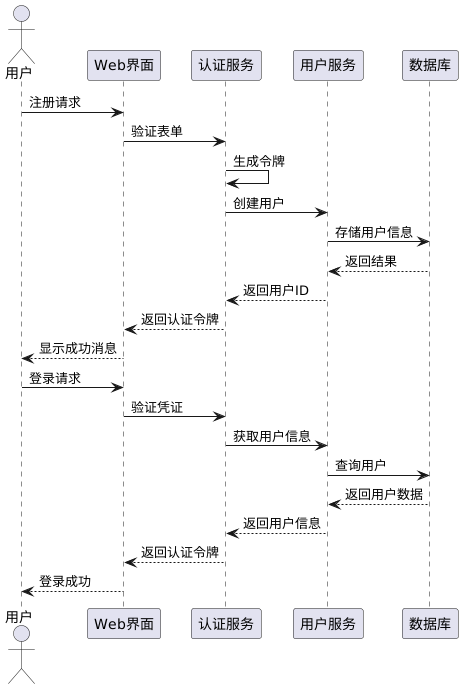 用户
Web界面
认证服务
用户服务
数据库
注册请求
验证表单
生成令牌
创建用户
存储用户信息
返回结果
返回用户ID
返回认证令牌
显示成功消息
登录请求
验证凭证
获取用户信息
查询用户
返回用户数据
返回用户信息
返回认证令牌
登录成功
用户
Web界面
认证服务
用户服务
数据库